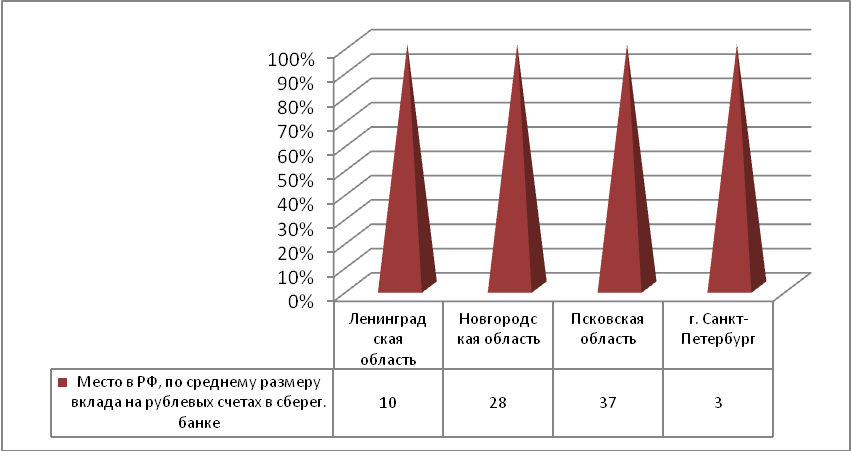 100%
90%
80%
70%
60%
50%
40%
30%
20%
10%
0%
Ленинград
ская
область
Новгородс
кая область
Псковская
область
г. Санкт-
Петербург
Место в РФ, по среднему размеру
вклада на рублевых счетах в сберег.
банке
10
28
37
3